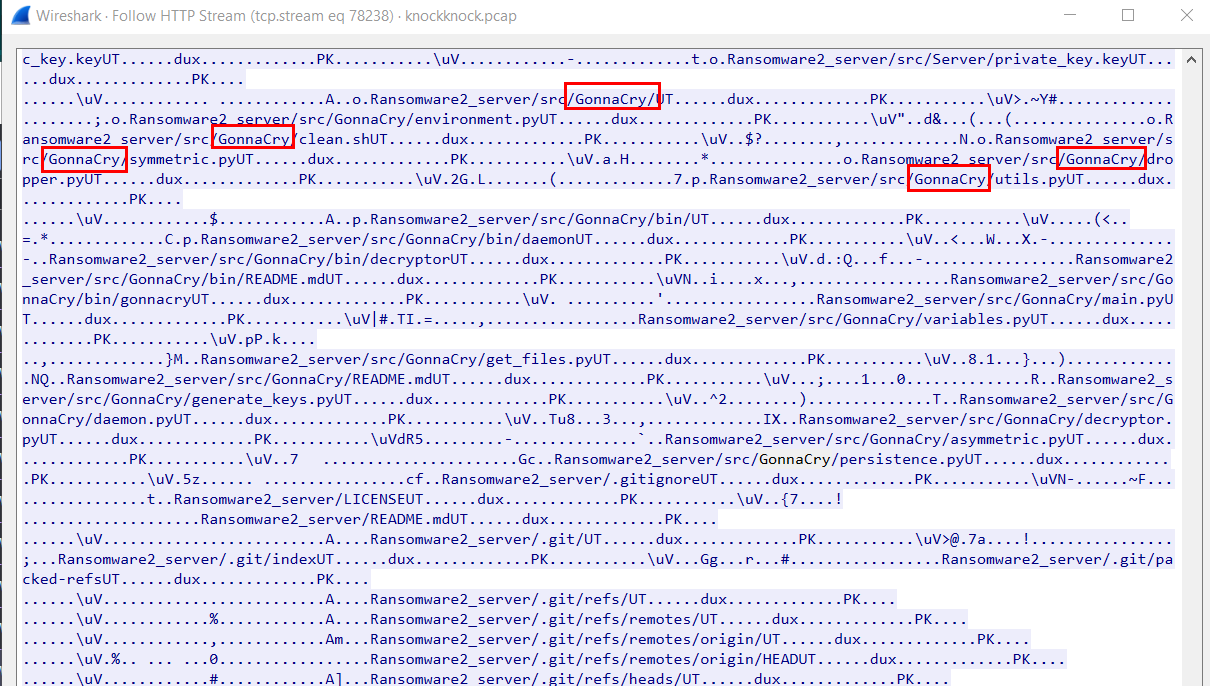 Wireshark · Follow HTTP Stream (tcp.stream eq 78238) · knockknock.pcap
c_key.keyUT......dux.............PK...........\uV............-.............t.o.Ransomware2_server/src/Server/private_key.keyUT...
...dux.............PK....
......\uV............. ...........A..o.Ransomware2_server/src/GonnaCry/UT......dux.............PK...........\uV>.~Y#..................
........;.o.Ransomware2_server/src/GonnaCry/environment.pyUT......dux.............PK...........\uV"..d&...(...(..............o.R
ansomware2_server/src/GonnaCry/clean.shUT......dux.............PK...........\uV..$?........,.............N.o.Ransomware2_server/s
rc/GonnaCry/symmetric.pyUT......dux.............PK...........\uV.a.H.......*...............o.Ransomware2_server/src/GonnaCry/dro
pper.pyUT......dux.............PK...........\uV.2G.L.......(.............7.p.Ransomware2_server/src/GonnaCry/utils.pyUT......dux.
............PK....
......\uV............$............A..p.Ransomware2_server/src/GonnaCry/bin/UT......dux.............PK...........\uV.....(<..
=.*.............C.p.Ransomware2_server/src/GonnaCry/bin/daemonUT......dux.............PK...........\uV..<...W...X.-..............
-..Ransomware2_server/src/GonnaCry/bin/decryptorUT......dux.............PK...........\uV.d.:Q...f...-.................Ransomware2
_server/src/GonnaCry/bin/README.mdUT......dux.............PK...........\uVN..i....x...,.................Ransomware2_server/src/Go
nnaCry/bin/gonnacryUT......dux.............PK...........\uV. ..........'.................Ransomware2_server/src/GonnaCry/main.pyU
T......dux.............PK...........\uV|#.TI.=.....,.................Ransomware2_server/src/GonnaCry/variables.pyUT......dux.....
........PK...........\uV.pP.k....
..,.............}M..Ransomware2_server/src/GonnaCry/get_files.pyUT......dux.............PK...........\uV..8.1...}...)............
.NQ..Ransomware2_server/src/GonnaCry/README.mdUT......dux.............PK...........\uV...;....1...0..............R..Ransomware2_s
erver/src/GonnaCry/generate_keys.pyUT......dux.............PK...........\uV..^2........)..............T..Ransomware2_server/src/G
onnaCry/daemon.pyUT......dux.............PK...........\uV..Tu8...3...,.............IX..Ransomware2_server/src/GonnaCry/decryptor.
pyUT......dux.............PK...........\uVdR5.........-..............`..Ransomware2_server/src/GonnaCry/asymmetric.pyUT......dux.
............PK...........\uV..7 ......................Gc..Ransomware2_server/src/GonnaCry/persistence.pyUT......dux............
.PK...........\uV.5z...... ..................cf..Ransomware2_server/.gitignoreUT......dux.............PK...........\uVN-......~F...
..............t..Ransomware2_server/LICENSEUT......dux.............PK...........\uV..{7....!
....................Ransomware2_server/README.mdUT......dux.............PK....
......\uV.........................A....Ransomware2_server/.git/UT......dux.............PK...........\uV>@.7a....!................
;...Ransomware2_server/.git/indexUT......dux.............PK...........\uV...Gg...r...#.................Ransomware2_server/.git/pa
cked-refsUT......dux.............PK....
......\uV.........................A....Ransomware2_server/.git/refs/UT......dux.............PK....
......\uV............%............A....Ransomware2_server/.git/refs/remotes/UT......dux.............PK....
......\uV............,............Am...Ransomware2_server/.git/refs/remotes/origin/UT......dux.............PK....
......\uV.%.. ... ...0.................Ransomware2_server/.git/refs/remotes/origin/HEADUT......dux.............PK....
......\uV............#............A]...Ransomware2_server/.git/refs/heads/UT......dux.............PK....